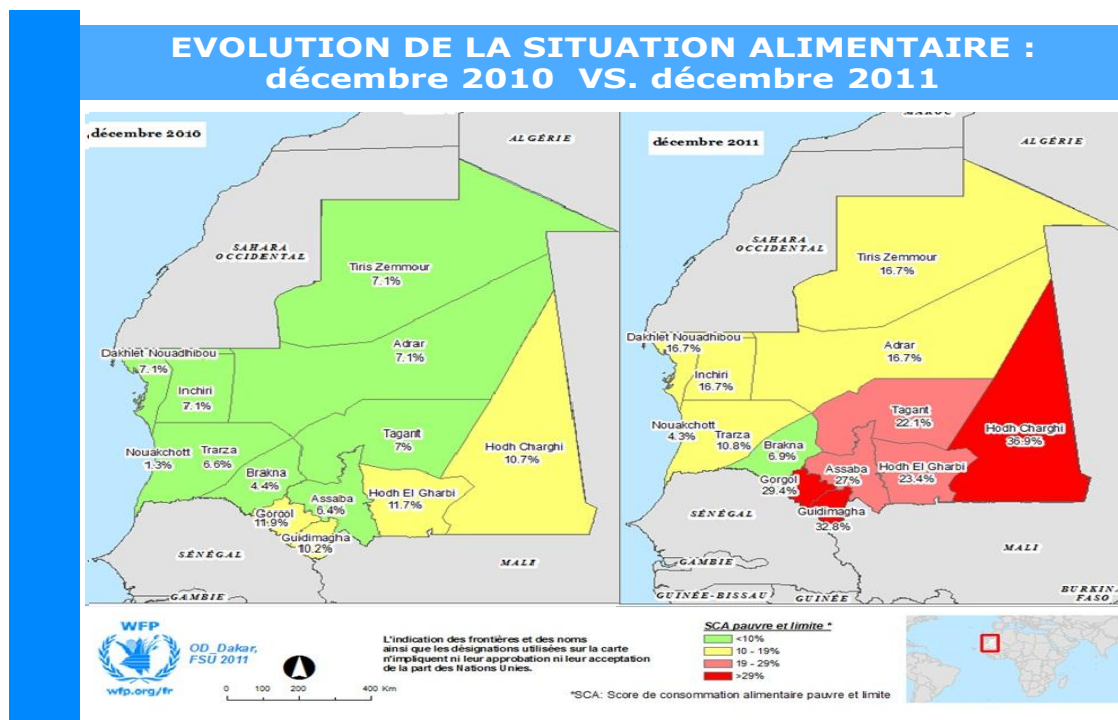 EVOLUTION DE LA SITUATION ALIMENTAIRE :
décembre 2010 VS. décembre 2011
décembre 2010
ALGÉRIE
SAHARA
OCCIDENTAL
Tiris Zemmour
7.1%
Adrar
7.1%
Dakhlet Nouadhibou
7.1%
Inchiri
7.1%
Tagant
7%
Hodh Charghi
10.7%
Nouakchott
1.3%
Trarza
6.6%
Brakna
4.4%
Assaba
6.4%
Hodh El Gharbi
11.7%
Gorgol
11.9%
Guidimagha
10.2%
SÉNÉGAL
MALI
GAMBIE
décembre 2011
MAROC
ALGÉRIE
SAHARA
OCCIDENTAL
Tiris Zemmour
16.7%
Dakhlet Nouadhibou
16.7%
Adrar
16.7%
Inchiri
16.7%
Tagant
22.1%
Nouakchott
4.3%
Trarza
10.8%
Hodh Charghi
36.9%
Brakna
6.9%
Assaba
27%
Hodh El Gharbi
23.4%
Gorgol
29.4%
Guidimagha
32.8%
SÉNÉGAL
MALI
GAMBIE
GUINÉE-BISSAU
GUINÉE
BURKINA
FASO
WFP
wfp.org/fr
OD_Dakar,
FSU 2011
0 100 200 400 Km
L'indication des frontières et des noms
ainsi que les désignations utilisées sur la carte
n'impliquent ni leur approbation ni leur acceptation
de la part des Nations Unies.
SCA pauvre et limite *
<10%
10 - 19%
19 - 29%
>29%
*SCA: Score de consommation alimentaire pauvre et limite